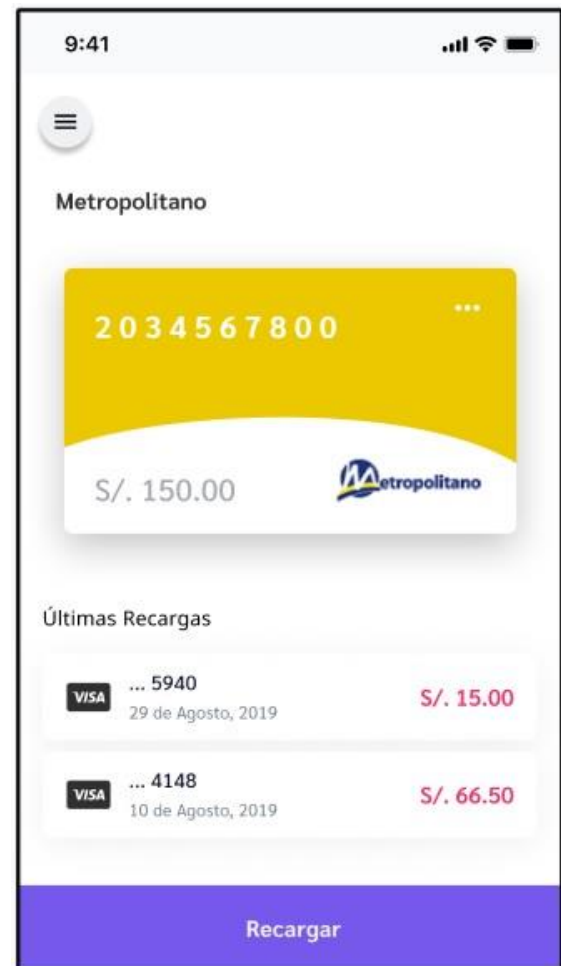 9:41
Metropolitano
2034567800
S/. 150.00
Metropolitano
Últimas Recargas
VISA
... 5940
29 de Agosto, 2019
S/. 15.00
VISA
... 4148
10 de Agosto, 2019
S/. 66.50
Recargar